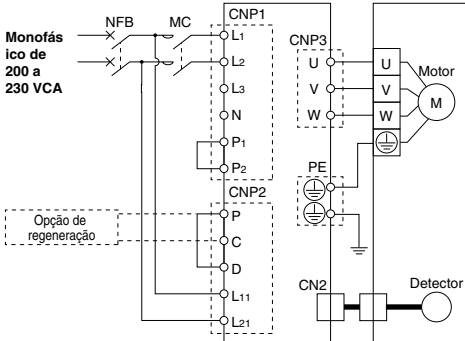 NFB
MC
CNP1
Monofás
ico de
200 a
230 VCA
L1
L2
L3
N
P1
P2
CNP3
U
V
W
U
V
W
Motor
M
PE
CNP2
Opção de
regeneração
P
C
D
L11
L21
CN2
Detector